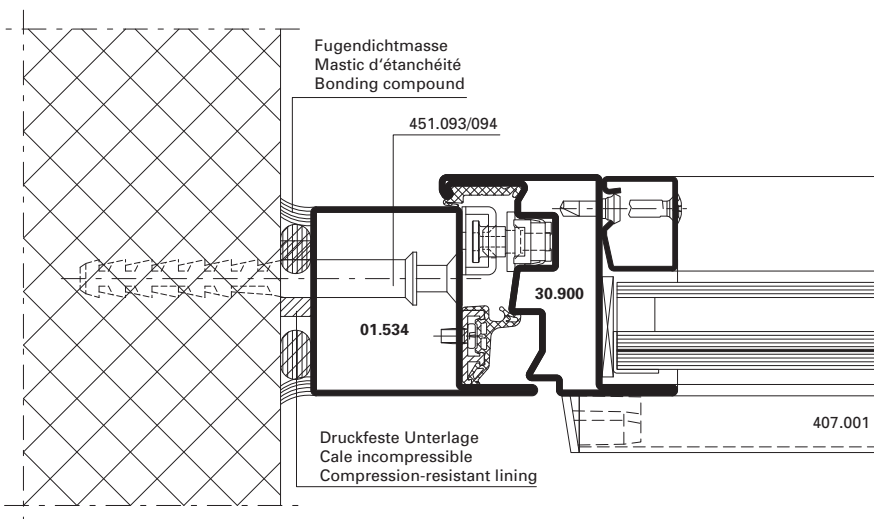 Fugendichtmasse
Mastic d'étanchéité
Bonding compound
451.093/094
30.900
01.534
407.001
Druckfeste Unterlage
Cale incompressible
Compression-resistant lining